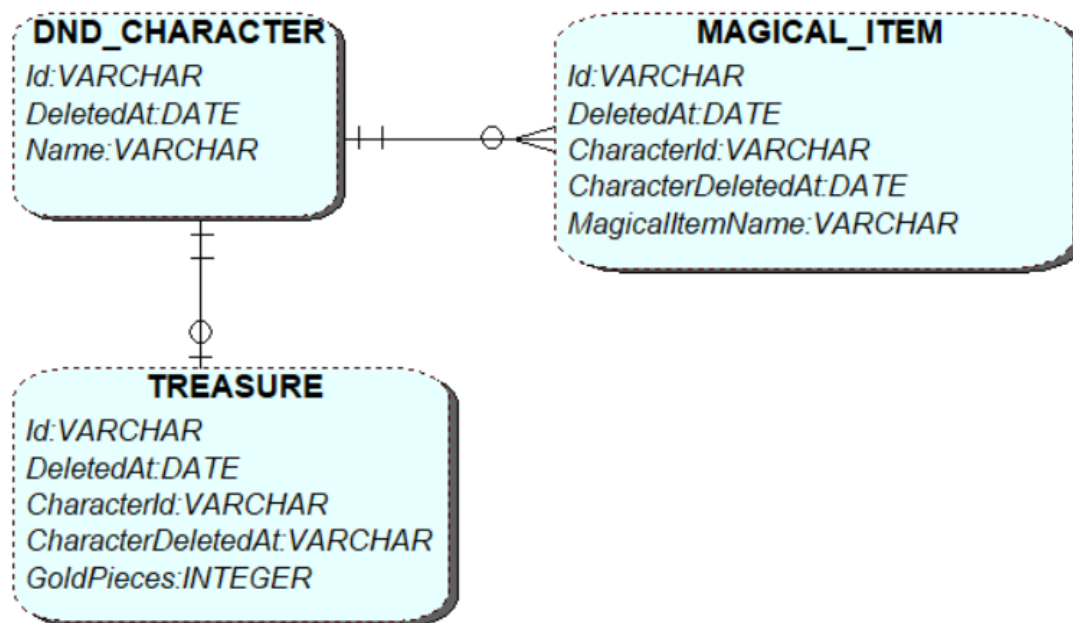 DND_CHARACTER
Id:VARCHAR
DeletedAt:DATE
Name:VARCHAR
MAGICAL_ITEM
Id:VARCHAR
DeletedAt:DATE
CharacterId:VARCHAR
CharacterDeletedAt:DATE
MagicalItemName:VARCHAR
TREASURE
Id:VARCHAR
DeletedAt:DATE
CharacterId:VARCHAR
CharacterDeletedAt:VARCHAR
GoldPieces:INTEGER